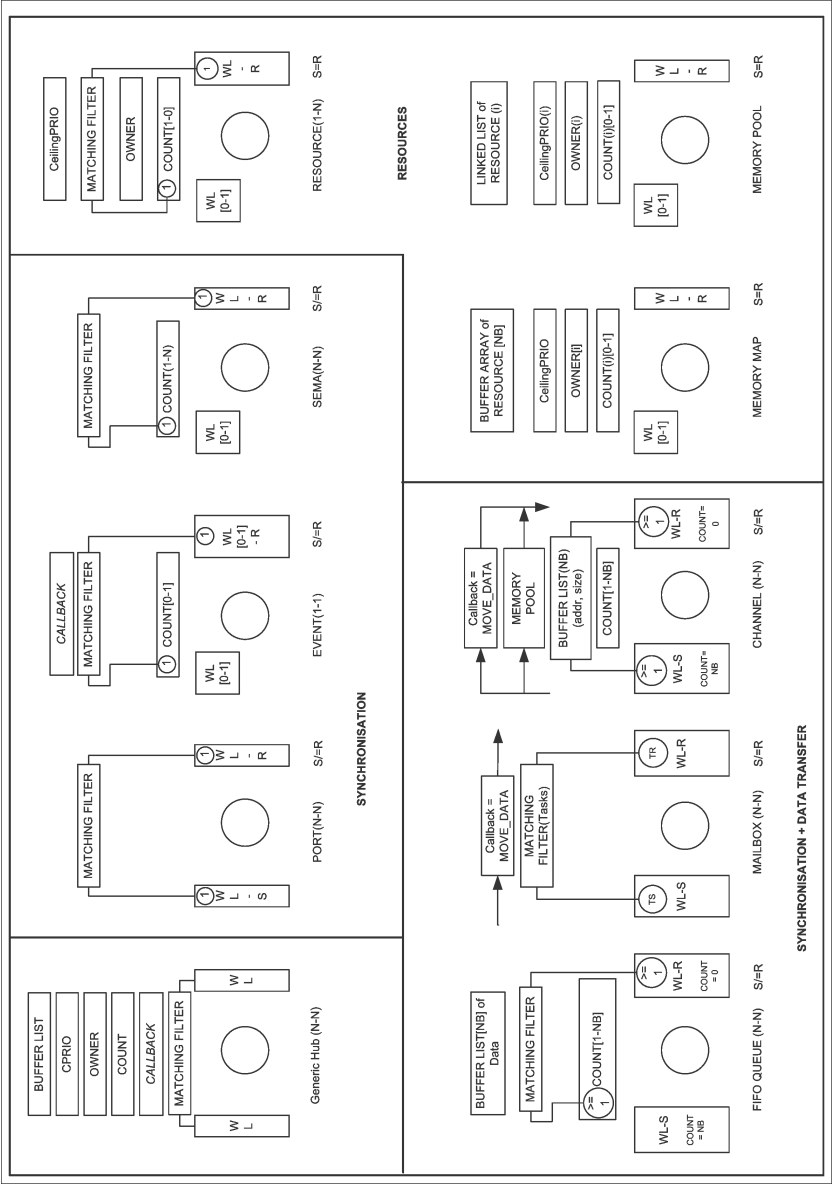 BUFFER LIST
CPRIO
OWNER
COUNT
CALLBACK
MATCHING FILTER
W L
W L
Generic Hub (N-N)
MATCHING FILTER
1
W L - S
1
W L - R
PORT(N-N)
S/=R
CALLBACK
MATCHING FILTER
1
COUNT[0-1]
WL
[0-1]
1
WL
[0-1]
- R
EVENT(1-1)
S/=R
MATCHING FILTER
1
COUNT(1-N)
WL
[0-1]
1
W L - R
SEMA(N-N)
S/=R
SYNCHRONISATION
CeilingPRIO
MATCHING FILTER
OWNER
1
COUNT[1-0]
WL
[0-1]
1
WL
-
R
RESOURCE(1-N)
S=R
RESOURCES
BUFFER LIST[NB] of
Data
MATCHING FILTER
>=
1
COUNT[1-NB]
WL-S
COUNT
= NB
>=
1
WL-R
COUNT
= 0
FIFO QUEUE (N-N)
S/=R
Callback =
MOVE_DATA
MATCHING
FILTER(Tasks)
TS
WL-S
TR
WL-R
MAILBOX (N-N)
S/=R
Callback =
MOVE_DATA
MEMORY
POOL
BUFFER LIST(NB)
(addr, size)
COUNT[1-NB]
>=
1
WL-S
COUNT=
NB
>=
1
WL-R
COUNT=
0
CHANNEL (N-N)
S/=R
SYNCHRONISATION + DATA TRANSFER
BUFFER ARRAY of
RESOURCE [NB]
CeilingPRIO
OWNER[i]
COUNT(i)[0-1]
WL
[0-1]
W L - R
MEMORY MAP
S=R
LINKED LIST of
RESOURCE (i)
CeilingPRIO(i)
OWNER(i)
COUNT(i)[0-1]
WL
[0-1]
W L - R
MEMORY POOL
S=R